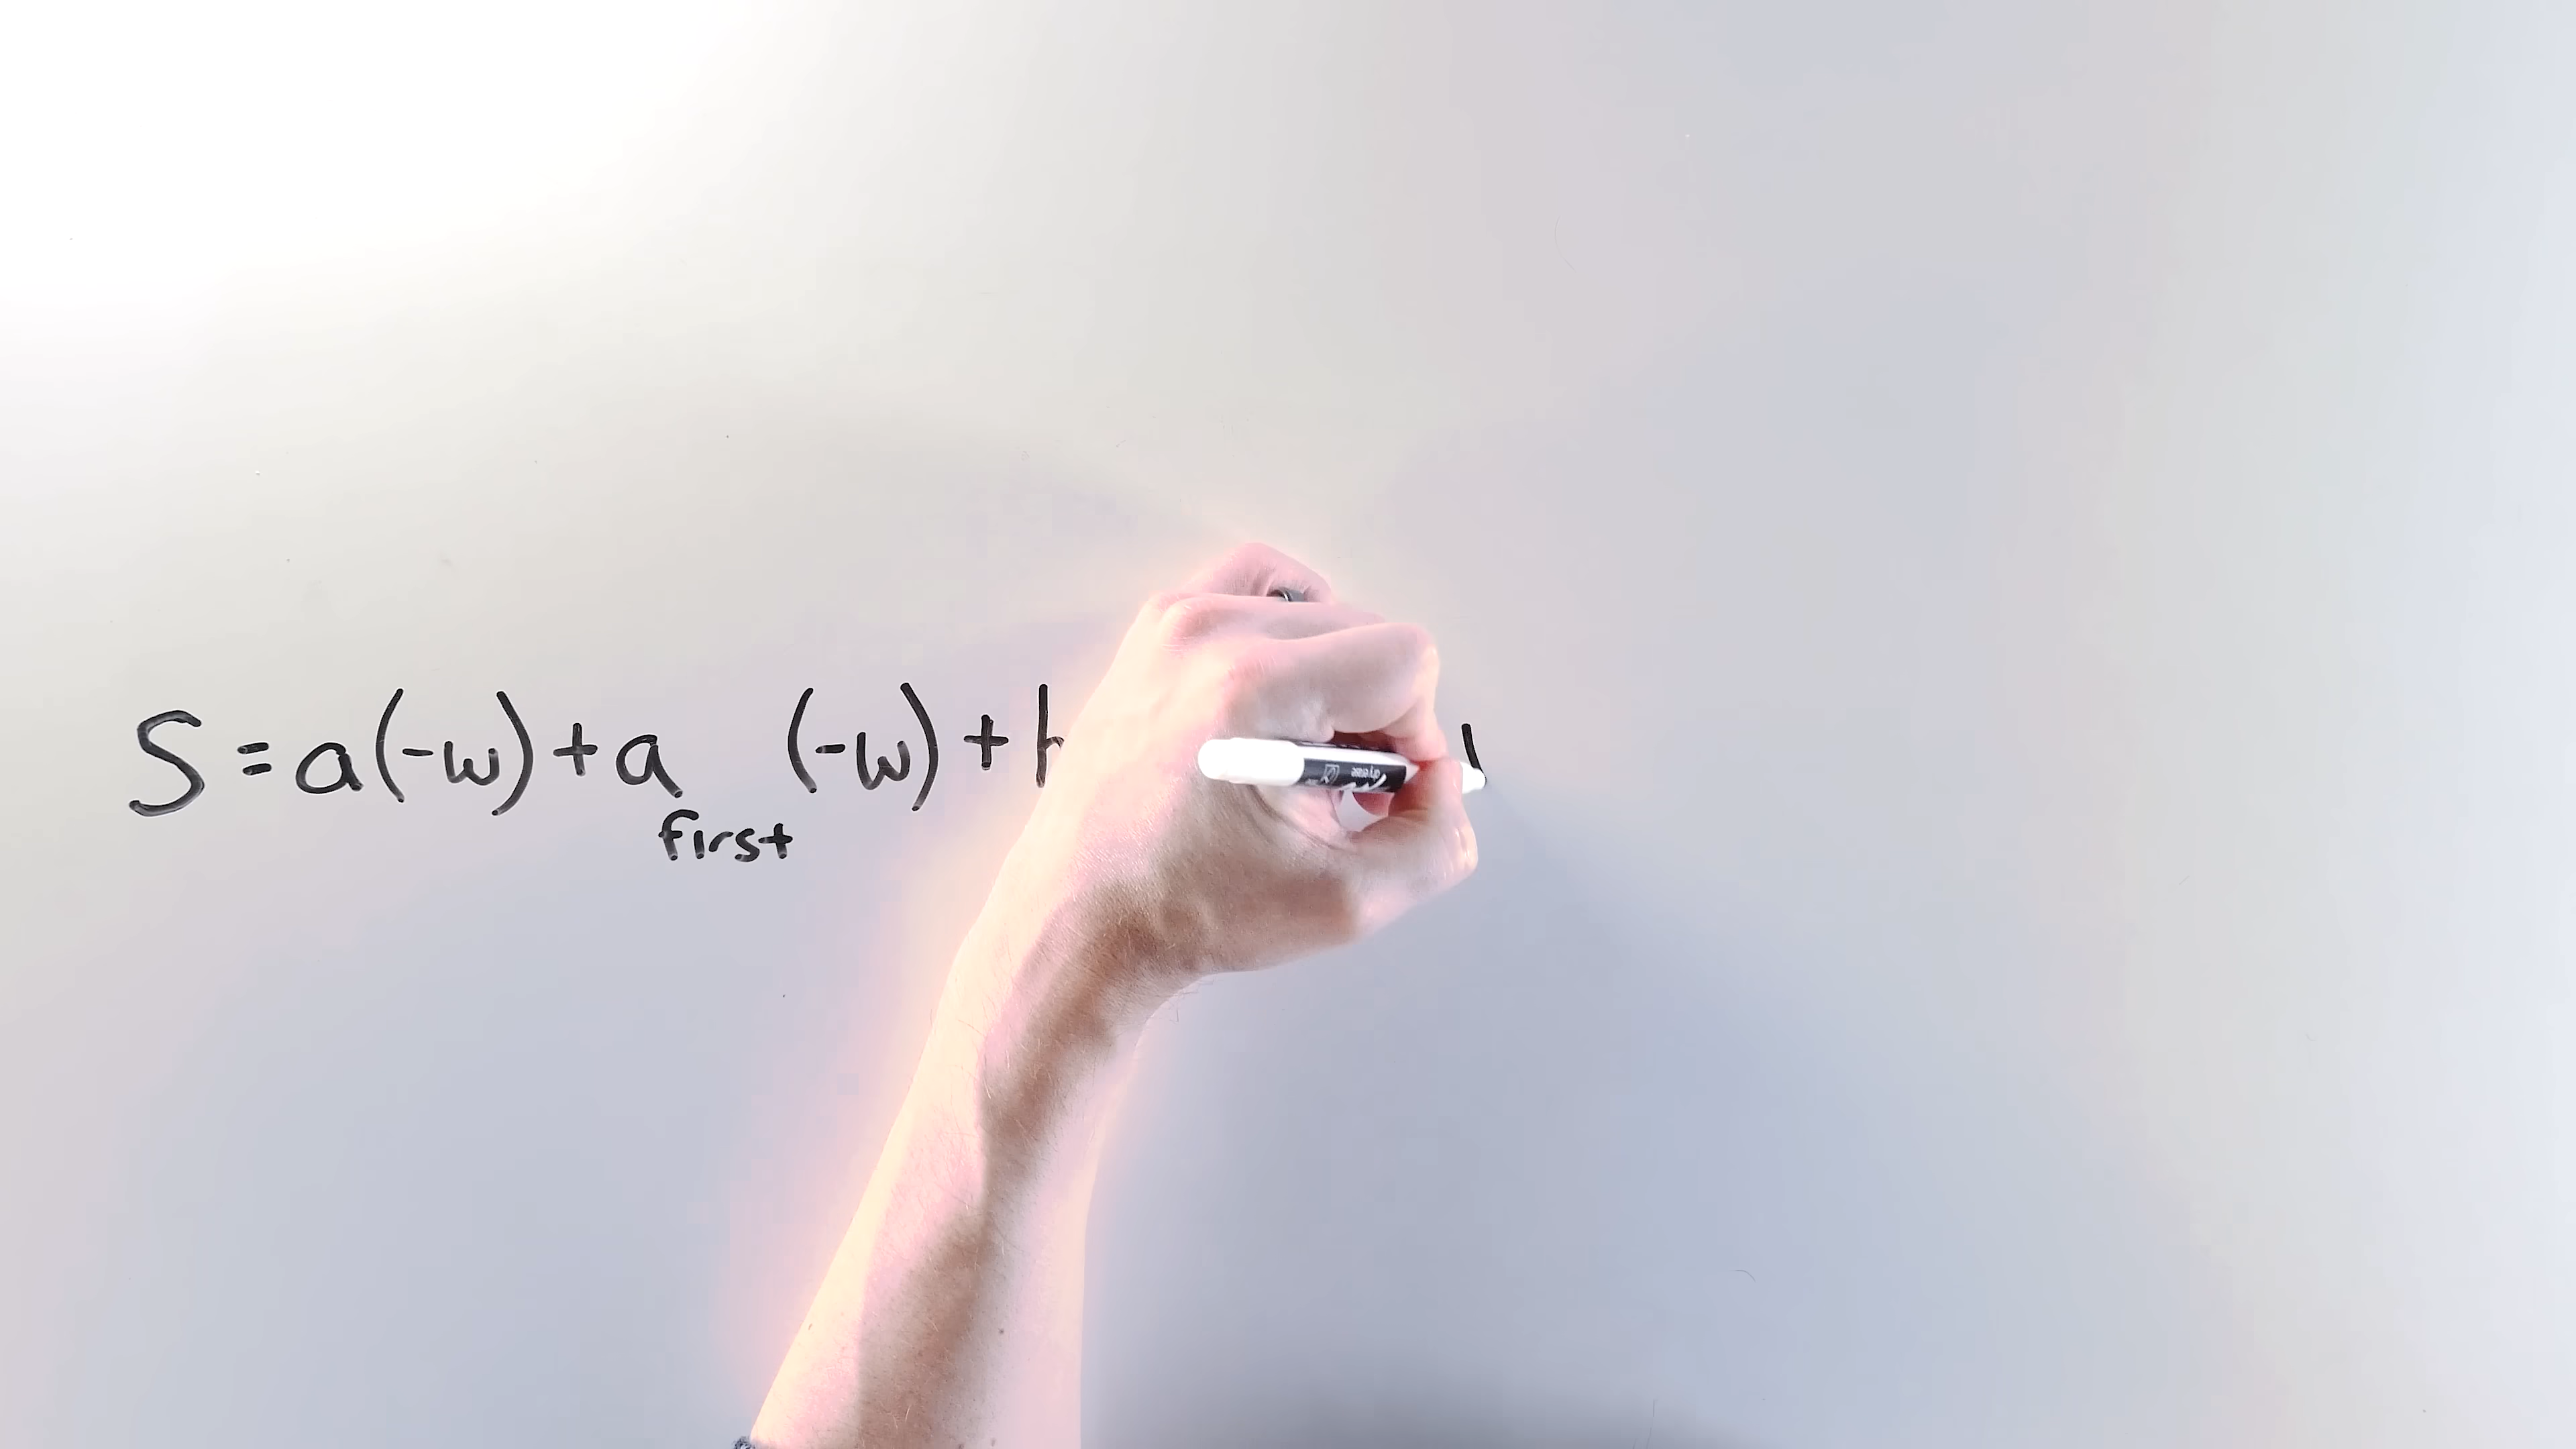 S = a(-w) + a first (-w) + h